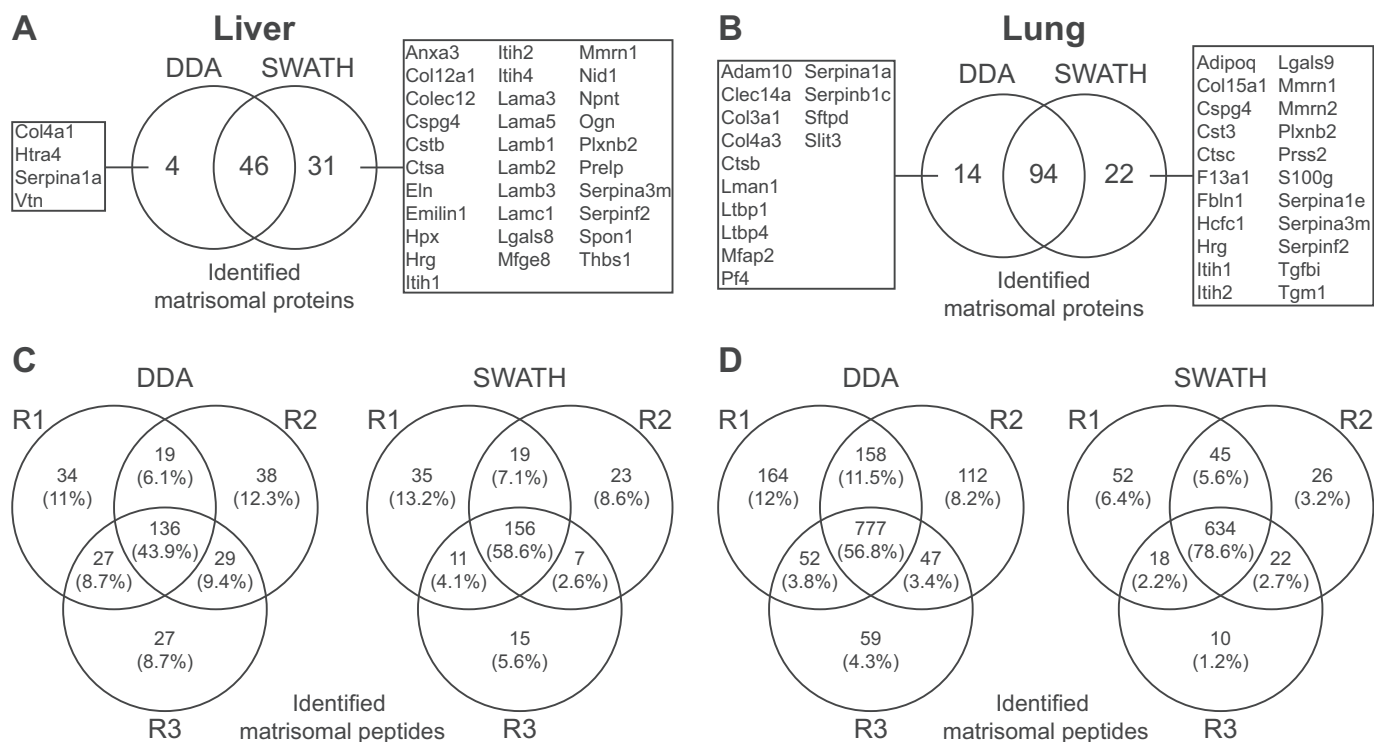 A
Liver
DDA
SWATH
Col4a1
Htra4
Serpina1a
Vtn
4
46
31
Anxa3 Itih2 Mmrn1
Col12a1 Itih4 Nid1
Colec12 Lama3 Npnt
Cspg4 Lama5 Ogn
Cstb Lamb1 Plxnb2
Ctsa Lamb2 Prelp
Eln Lamb3 Serpina3m
Emilin1 Lamc1 Serpinf2
Hpx Lgals8 Spon1
Hrg Mfge8 Thbs1
Itih1
Identified
matrisomal proteins
B
Lung
DDA
SWATH
Adam10 Serpina1a
Clec14a Serpinb1c
Col3a1 Sftpd
Col4a3 Slit3
Ctsb
Lman1
Ltbp1
Ltbp4
Mfap2
Pf4
14
94
22
Adipoq Lgals9
Col15a1 Mmrn1
Cspg4 Mmrn2
Cst3 Plxnb2
Ctsc Prss2
F13a1 S100g
Fbln1 Serpina1e
Hcfc1 Serpina3m
Hrg Serpinf2
Itih1 Tgfbi
Itih2 Tgm1
Identified
matrisomal proteins
C
DDA
R1
R2
19
(6.1%)
34
(11%)
38
(12.3%)
136
(43.9%)
27
(8.7%)
29
(9.4%)
27
(8.7%)
R3
SWATH
R1
R2
19
(7.1%)
35
(13.2%)
23
(8.6%)
156
(58.6%)
11
(4.1%)
7
(2.6%)
15
(5.6%)
R3
Identified
matrisomal peptides
D
DDA
R1
R2
158
(11.5%)
164
(12%)
112
(8.2%)
777
(56.8%)
52
(3.8%)
47
(3.4%)
59
(4.3%)
R3
SWATH
R1
R2
45
(5.6%)
52
(6.4%)
26
(3.2%)
634
(78.6%)
18
(2.2%)
22
(2.7%)
10
(1.2%)
R3
Identified
matrisomal peptides